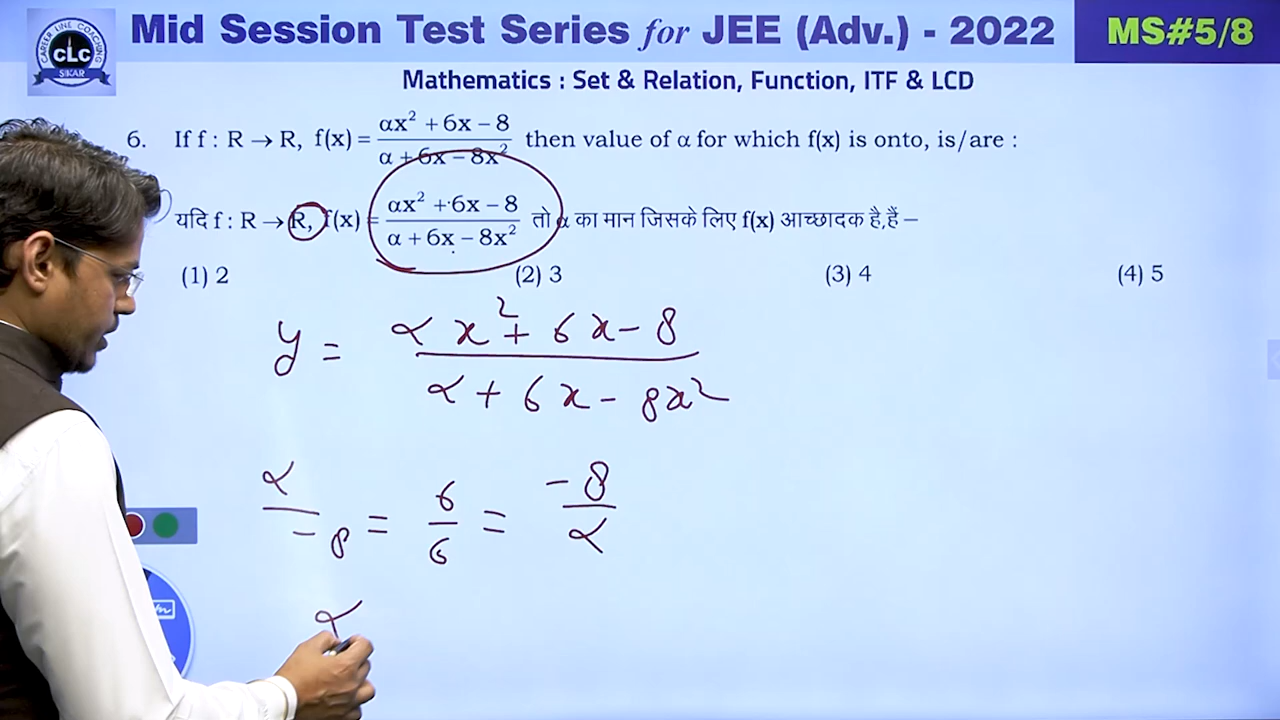 CAREER LINE COACHING
CLC
SIKAR
Mid Session Test Series for JEE (Adv.) - 2022
MS#5/8
Mathematics : Set & Relation, Function, ITF & LCD
6. If f : R → R, f(x) = (αx² + 6x − 8)/(α + 6x − 8x²) then value of α for which f(x) is onto, is/are :
यदि f : R → R, f(x) = (αx² + 6x − 8)/(α + 6x − 8x²) तो α का मान जिसके लिए f(x) आच्छादक है,हैं −
(1) 2 (2) 3 (3) 4 (4) 5
y = (αx² + 6x − 8)/(α + 6x − 8x²)
α/−8 = 6/6 = −8/α
α